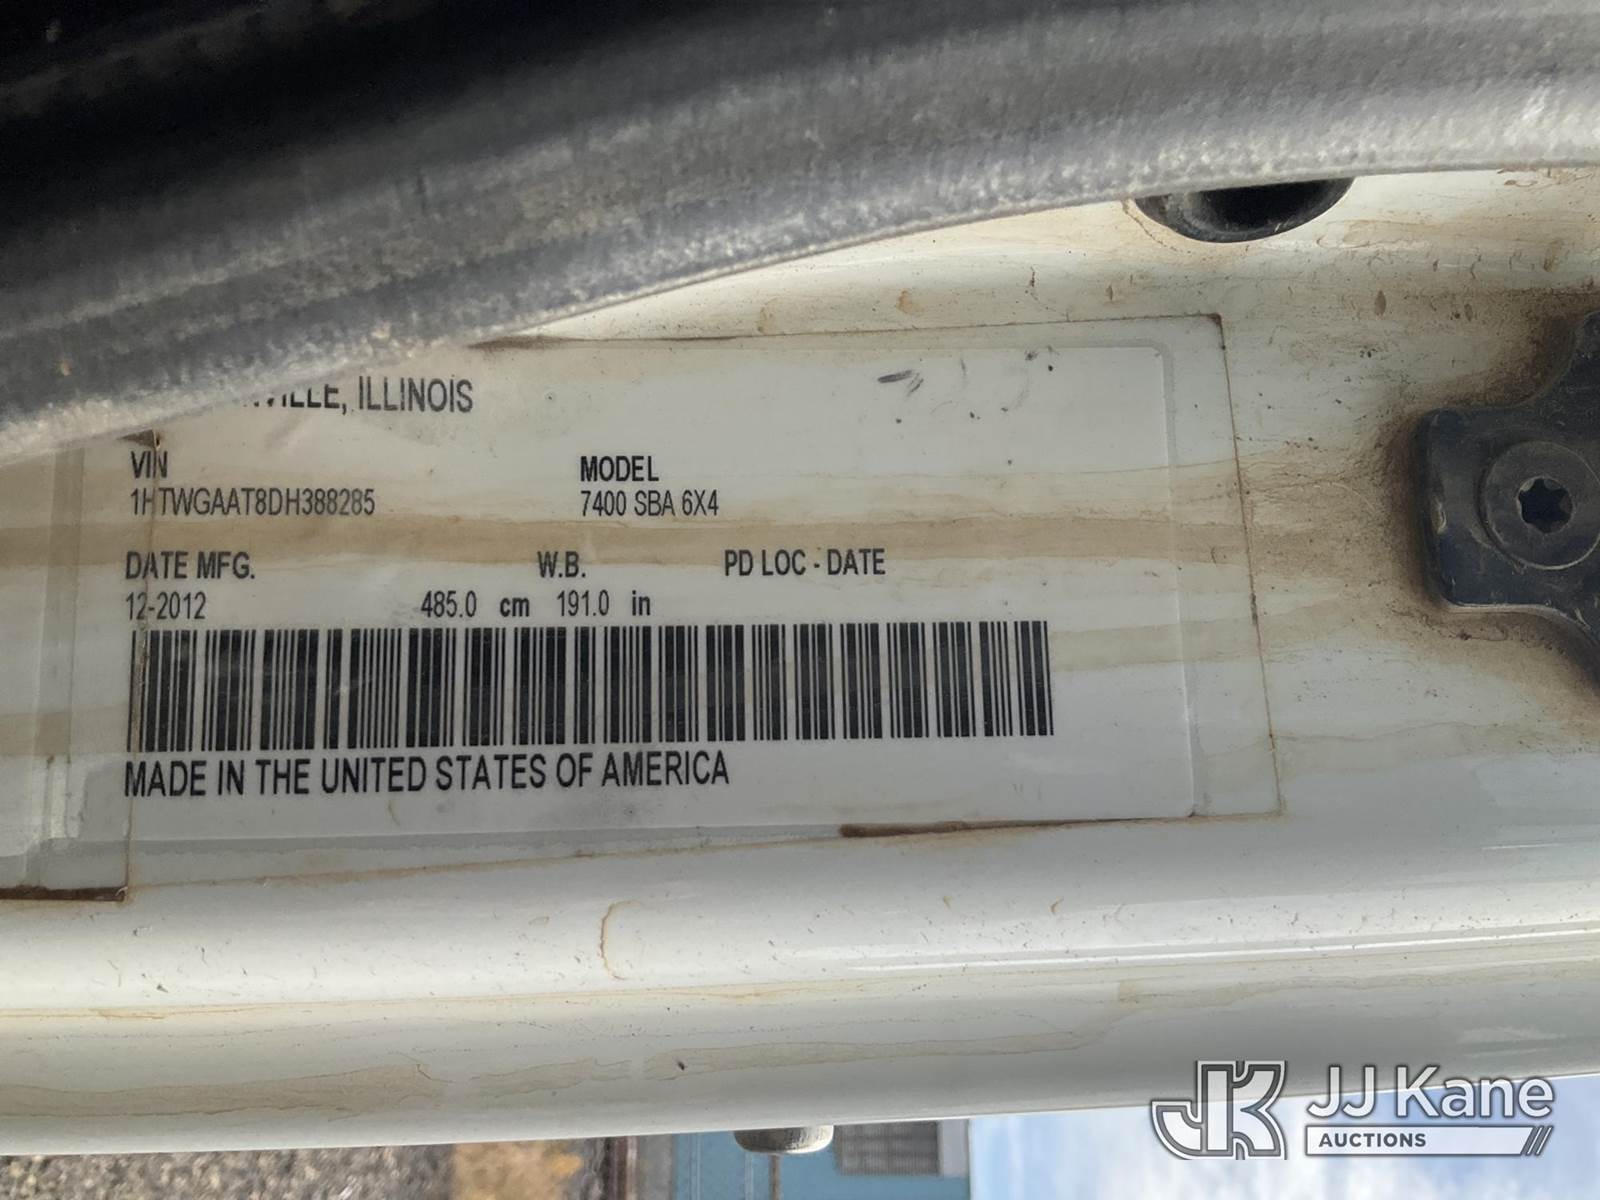 ILLINOIS
VIN
MODEL
1HTWGAAT8DH388285
7400 SBA 6X4
DATE MFG.
W.B.
PD LOC - DATE
12-2012
485.0 cm 191.0 in
MADE IN THE UNITED STATES OF AMERICA
JK JJ Kane
AUCTIONS